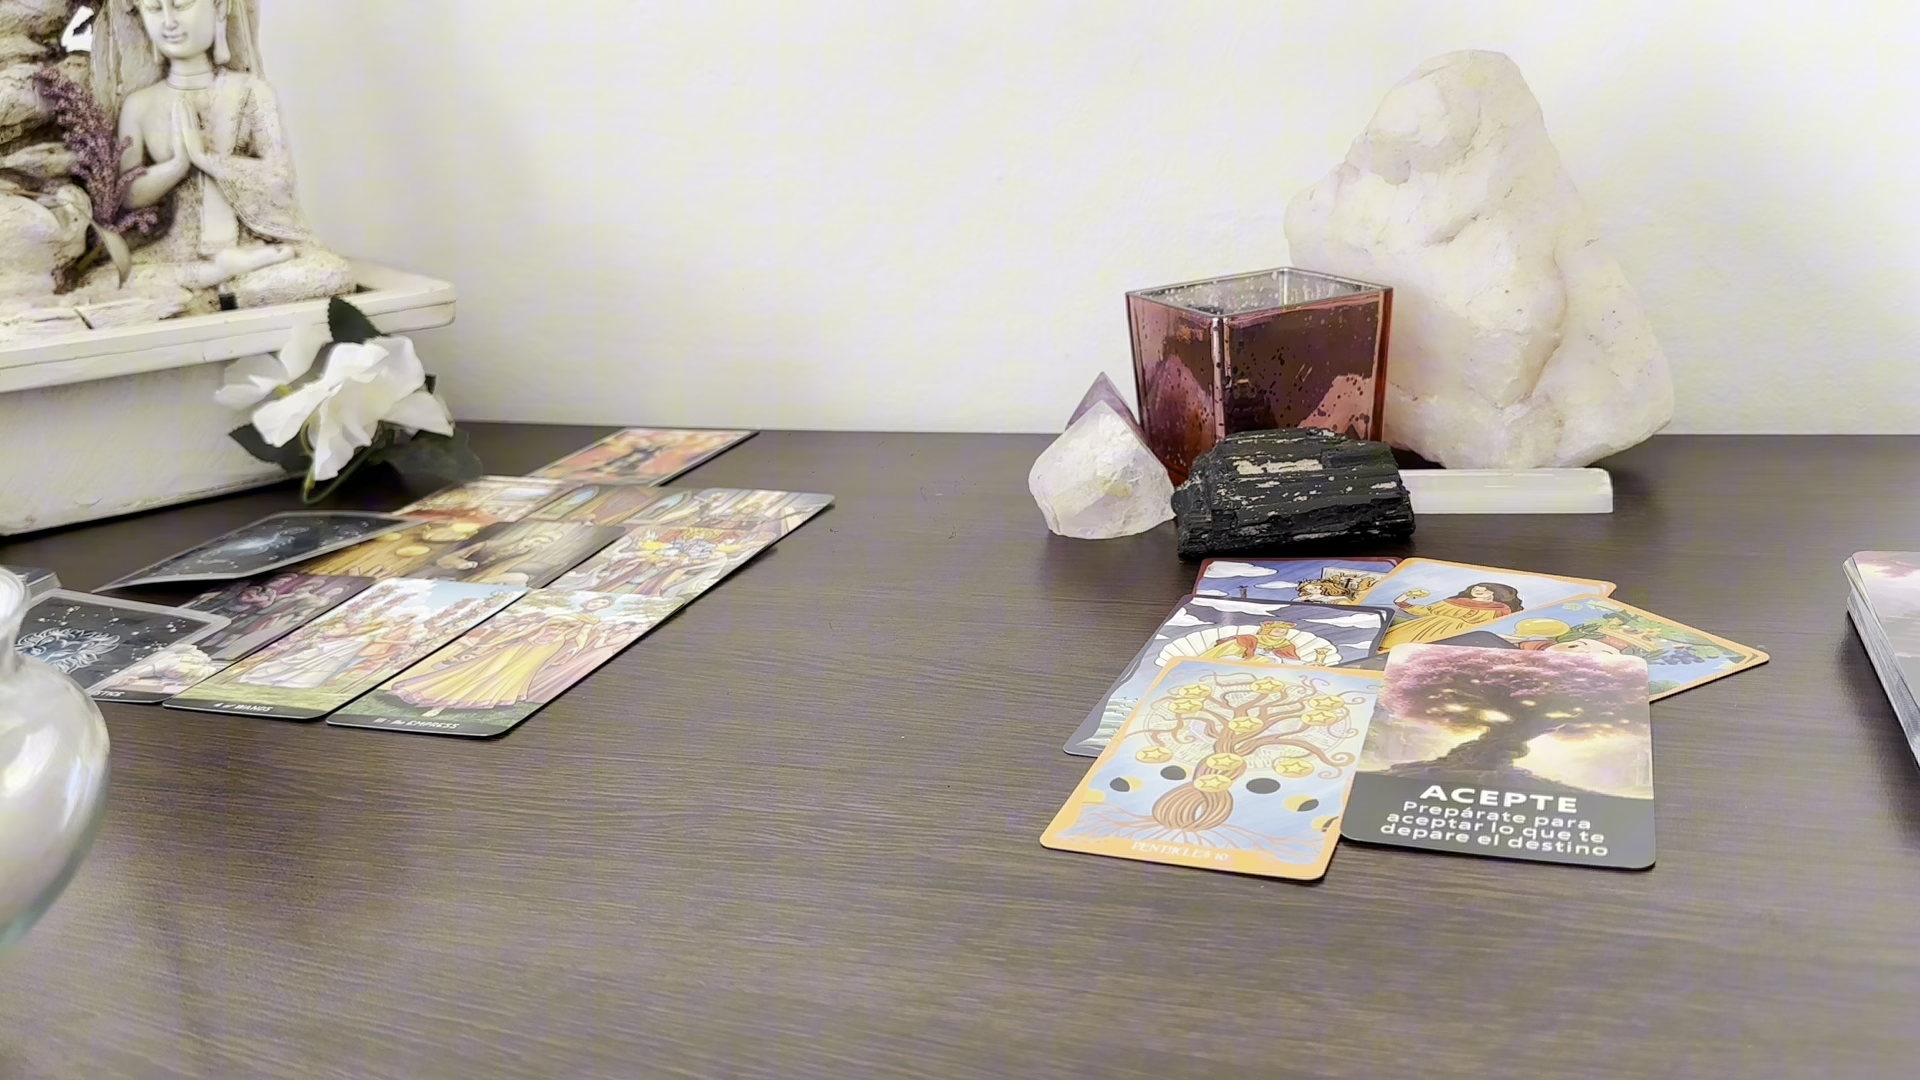 4 of WANDS
III · The EMPRESS
PENTACLES 10
ACEPTE
Prepárate para
aceptar lo que te
depare el destino